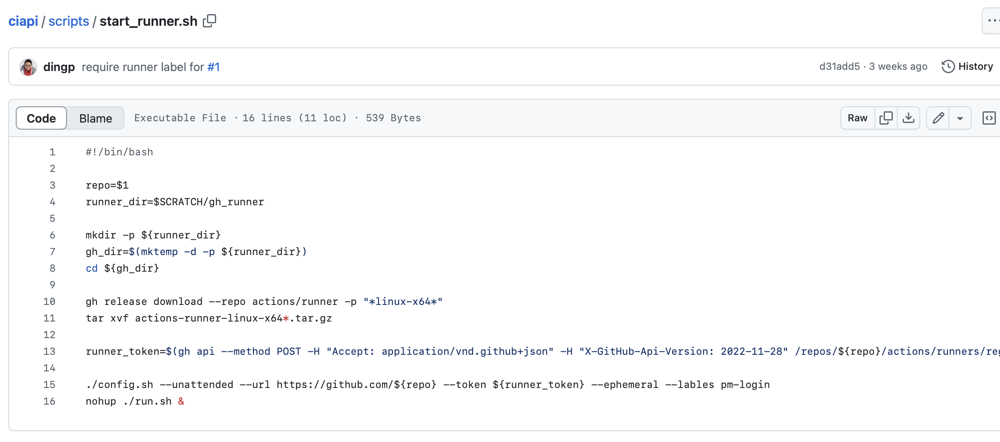 ciapi / scripts / start_runner.sh
dingp require runner label for #1
d31add5 · 3 weeks ago History
Code Blame Executable File · 16 lines (11 loc) · 539 Bytes Raw
1 #!/bin/bash
2
3 repo=$1
4 runner_dir=$SCRATCH/gh_runner
5
6 mkdir -p ${runner_dir}
7 gh_dir=$(mktemp -d -p ${runner_dir})
8 cd ${gh_dir}
9
10 gh release download --repo actions/runner -p "*linux-x64*"
11 tar xvf actions-runner-linux-x64*.tar.gz
12
13 runner_token=$(gh api --method POST -H "Accept: application/vnd.github+json" -H "X-GitHub-Api-Version: 2022-11-28" /repos/${repo}/actions/runners/
14
15 ./config.sh --unattended --url https://github.com/${repo} --token ${runner_token} --ephemeral --lables pm-login
16 nohup ./run.sh &